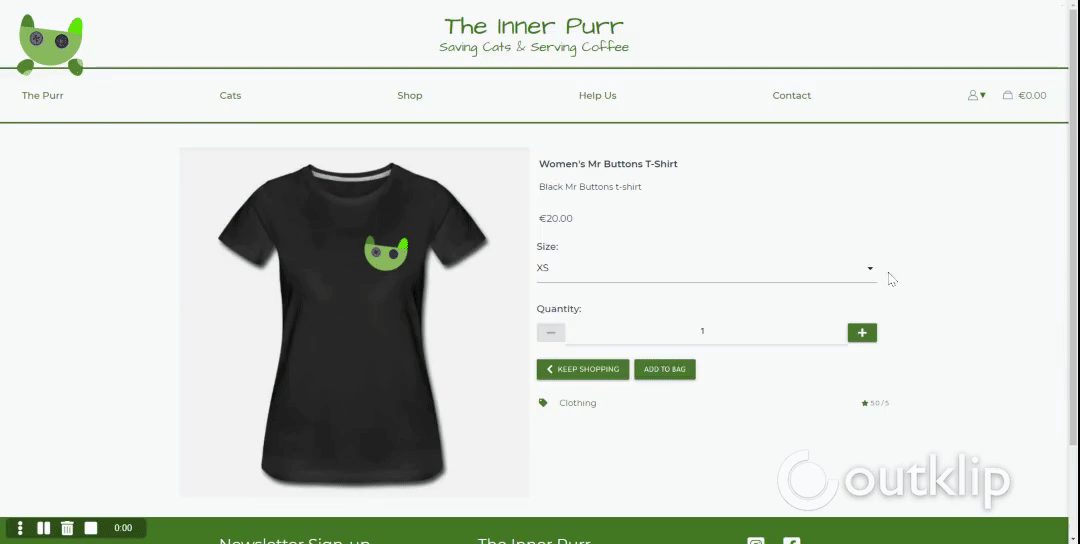 The Inner Purr
Saving Cats & Serving Coffee
The Purr
Cats
Shop
Help Us
Contact
€0.00
Women's Mr Buttons T-Shirt
Black Mr Buttons t-shirt
€20.00
Size:
XS
Quantity:
1
KEEP SHOPPING
ADD TO BAG
Clothing
5.0 / 5
outklip
0:00
Newsletter Sign-up
The Inner Purr